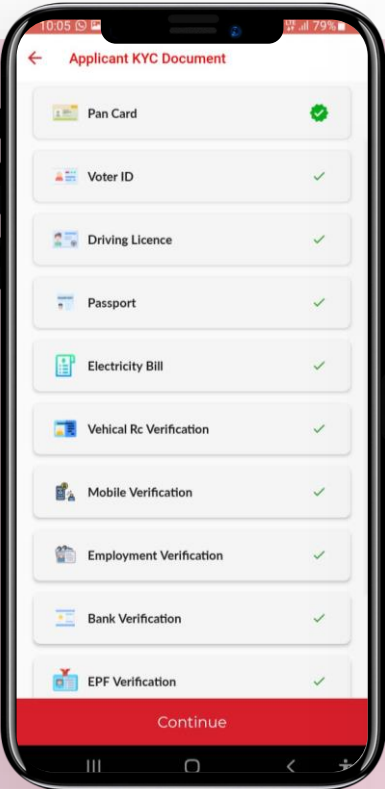 10:05
LTE
79%
Applicant KYC Document
Pan Card
Voter ID
Driving Licence
Passport
Electricity Bill
Vehical Rc Verification
Mobile Verification
Employment Verification
Bank Verification
EPF Verification
Continue